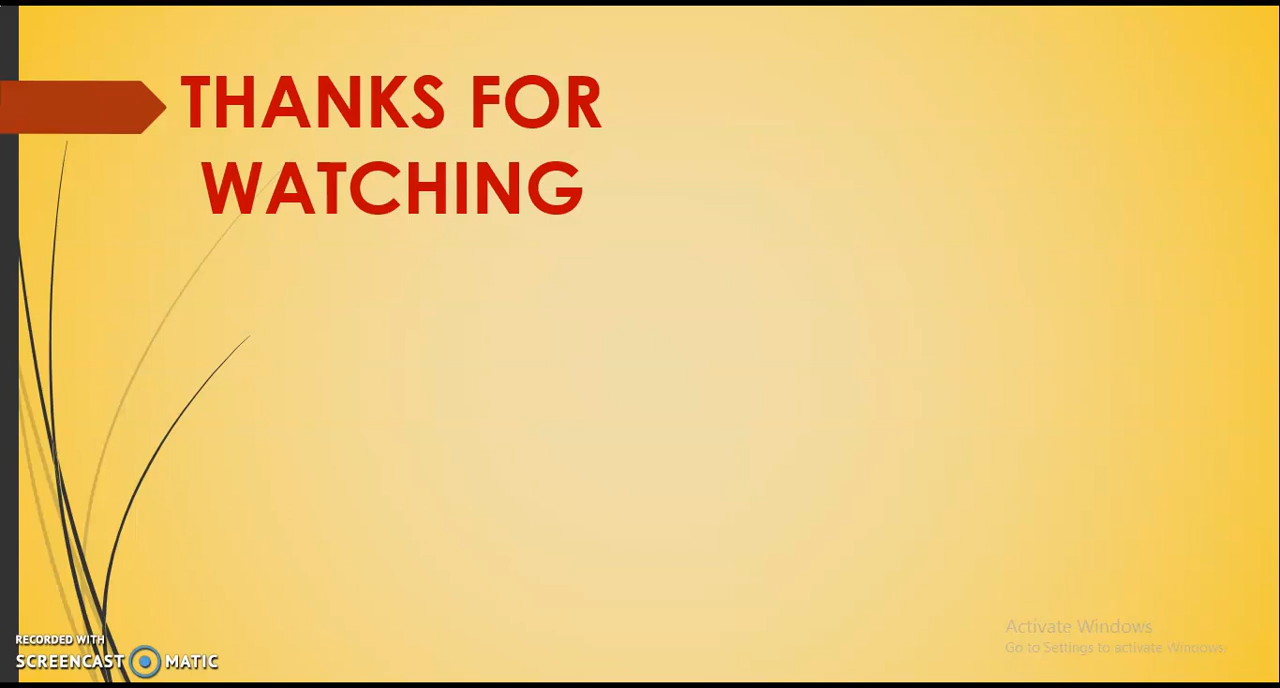 THANKS FOR
WATCHING
RECORDED WITH
SCREENCAST MATIC
Activate Windows
Go to Settings to activate Windows.